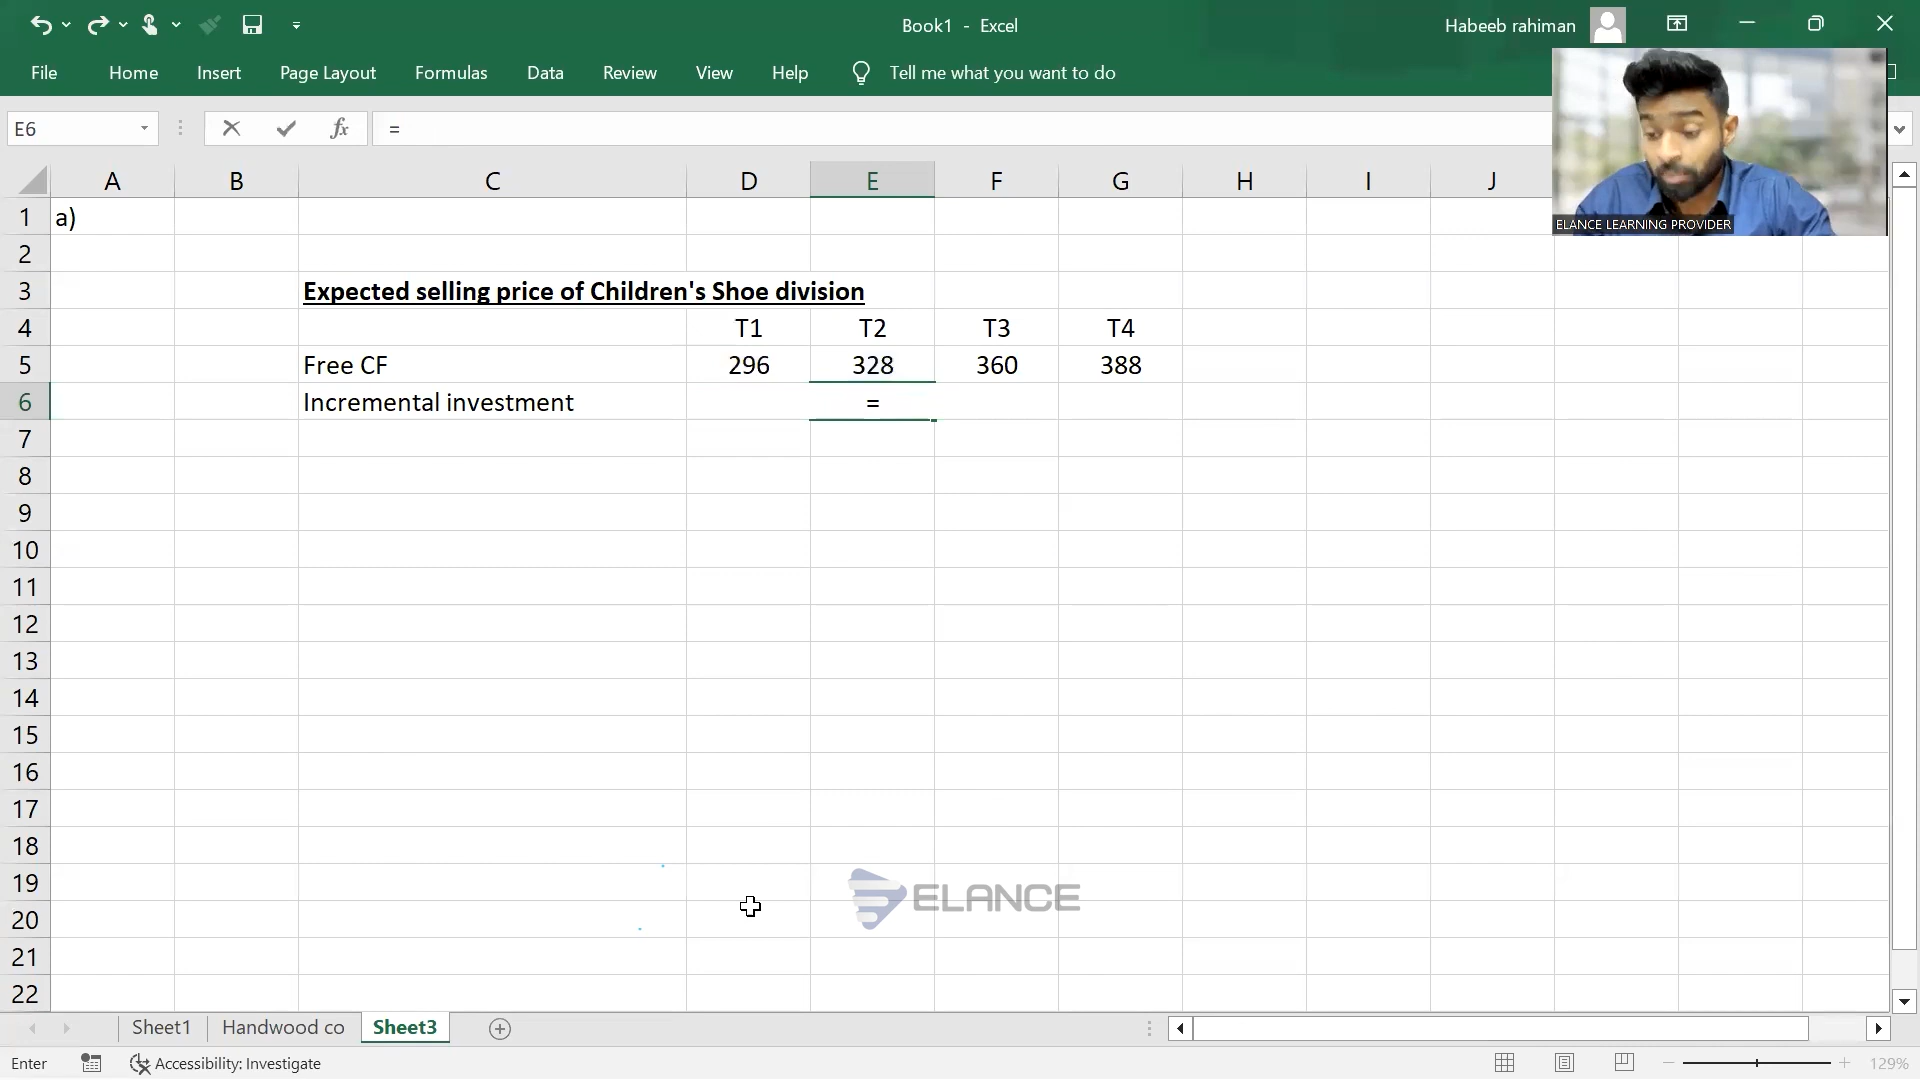 Book1 - Excel
Habeeb rahiman
File Home Insert Page Layout Formulas Data Review View Help Tell me what you want to do
E6 fx =
ELANCE LEARNING PROVIDER
A B C D E F G H I J
1 a)
2
3 Expected selling price of Children's Shoe division
4 T1 T2 T3 T4
5 Free CF 296 328 360 388
6 Incremental investment =
7
8
9
10
11
12
13
14
15
16
17
18
19
ELANCE
20
21
22
Sheet1 Handwood co Sheet3
Enter Accessibility: Investigate 129%